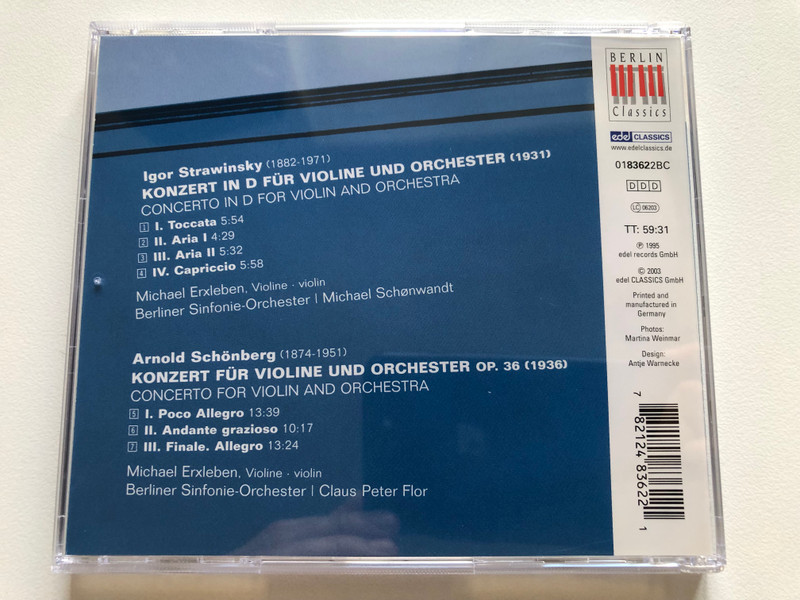 Igor Strawinsky (1882-1971)
KONZERT IN D FÜR VIOLINE UND ORCHESTER (1931)
CONCERTO IN D FOR VIOLIN AND ORCHESTRA
1 I. Toccata 5:54
2 II. Aria I 4:29
3 III. Aria II 5:32
4 IV. Capriccio 5:58
Michael Erxleben, Violine · violin
Berliner Sinfonie-Orchester | Michael Schønwandt
Arnold Schönberg (1874-1951)
KONZERT FÜR VIOLINE UND ORCHESTER OP. 36 (1936)
CONCERTO FOR VIOLIN AND ORCHESTRA
5 I. Poco Allegro 13:39
6 II. Andante grazioso 10:17
7 III. Finale. Allegro 13:24
Michael Erxleben, Violine · violin
Berliner Sinfonie-Orchester | Claus Peter Flor
BERLIN
Classics
edel CLASSICS
www.edelclassics.de
0183622BC
D D D
LC 06203
TT: 59:31
℗ 1995
edel records GmbH
© 2003
edel CLASSICS GmbH
Printed and
manufactured in
Germany
Photos:
Martina Weinmar
Design:
Antje Warnecke
7 82124 83622 1